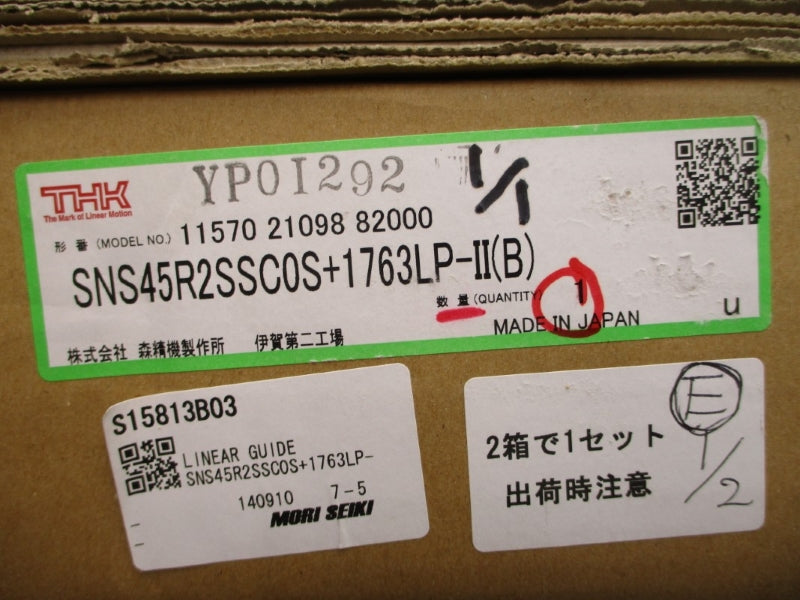 YP01292
1/1
THK
The Mark of Linear Motion
形 番 (MODEL NO.) 11570 21098 82000
SNS45R2SSC0S+1763LP-II(B)
数 量 (QUANTITY) 1
MADE IN JAPAN
u
株式会社 森精機製作所 伊賀第二工場
S15813B03
LINEAR GUIDE
SNS45R2SSC0S+1763LP-
140910 7-5
MORI SEIKI
E
1/2
2箱で1セット
出荷時注意